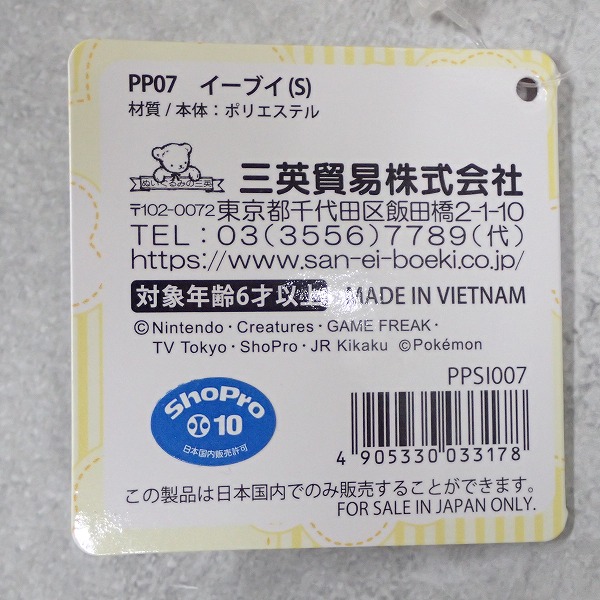 PP07 イーブイ(S)
材質/本体：ポリエステル
ぬいぐるみの三英
三英貿易株式会社
〒102-0072東京都千代田区飯田橋2-1-10
TEL：03(3556)7789(代)
https://www.san-ei-boeki.co.jp/
対象年齢6才以上 MADE IN VIETNAM
©Nintendo・Creatures・GAME FREAK・
TV Tokyo・ShoPro・JR Kikaku ©Pokémon
PPSI007
ShoPro
10
日本国内販売許可
4 905330 033178
この製品は日本国内でのみ販売することができます。
FOR SALE IN JAPAN ONLY.